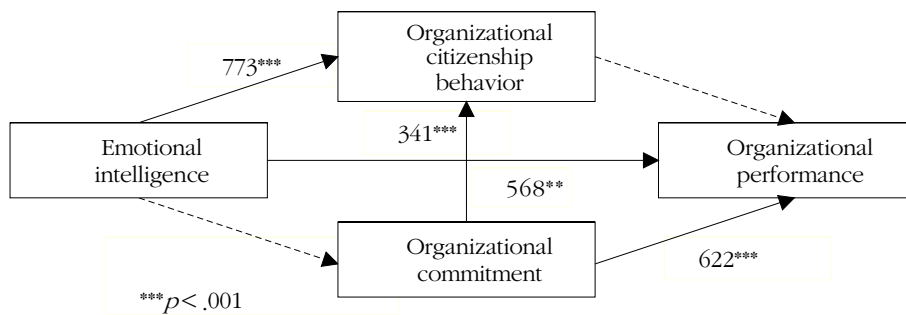 Organizational
citizenship
behavior
773***
341***
Emotional
intelligence
Organizational
performance
568**
Organizational
commitment
622***
***p< .001